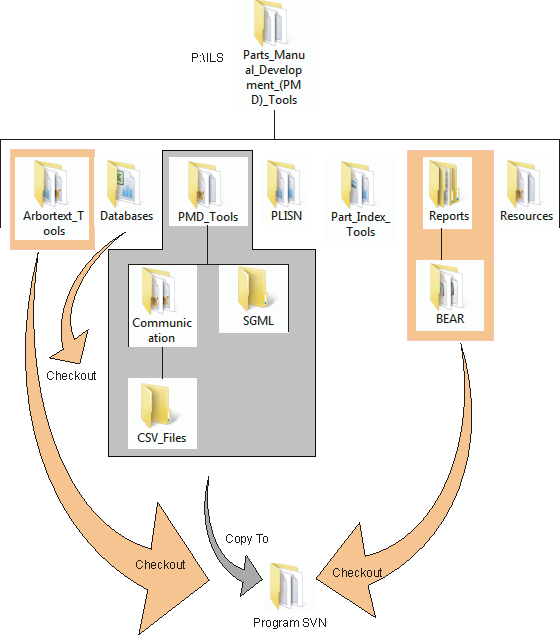 P:\ILS
Parts_Manu
al_Develop
ment_(PM
D)_Tools
Arbortext_T
ools
Databases
PMD_Tools
PLISN
Part_Index_
Tools
Reports
Resources
Communic
ation
SGML
BEAR
Checkout
CSV_Files
Copy To
Checkout
Checkout
Program SVN